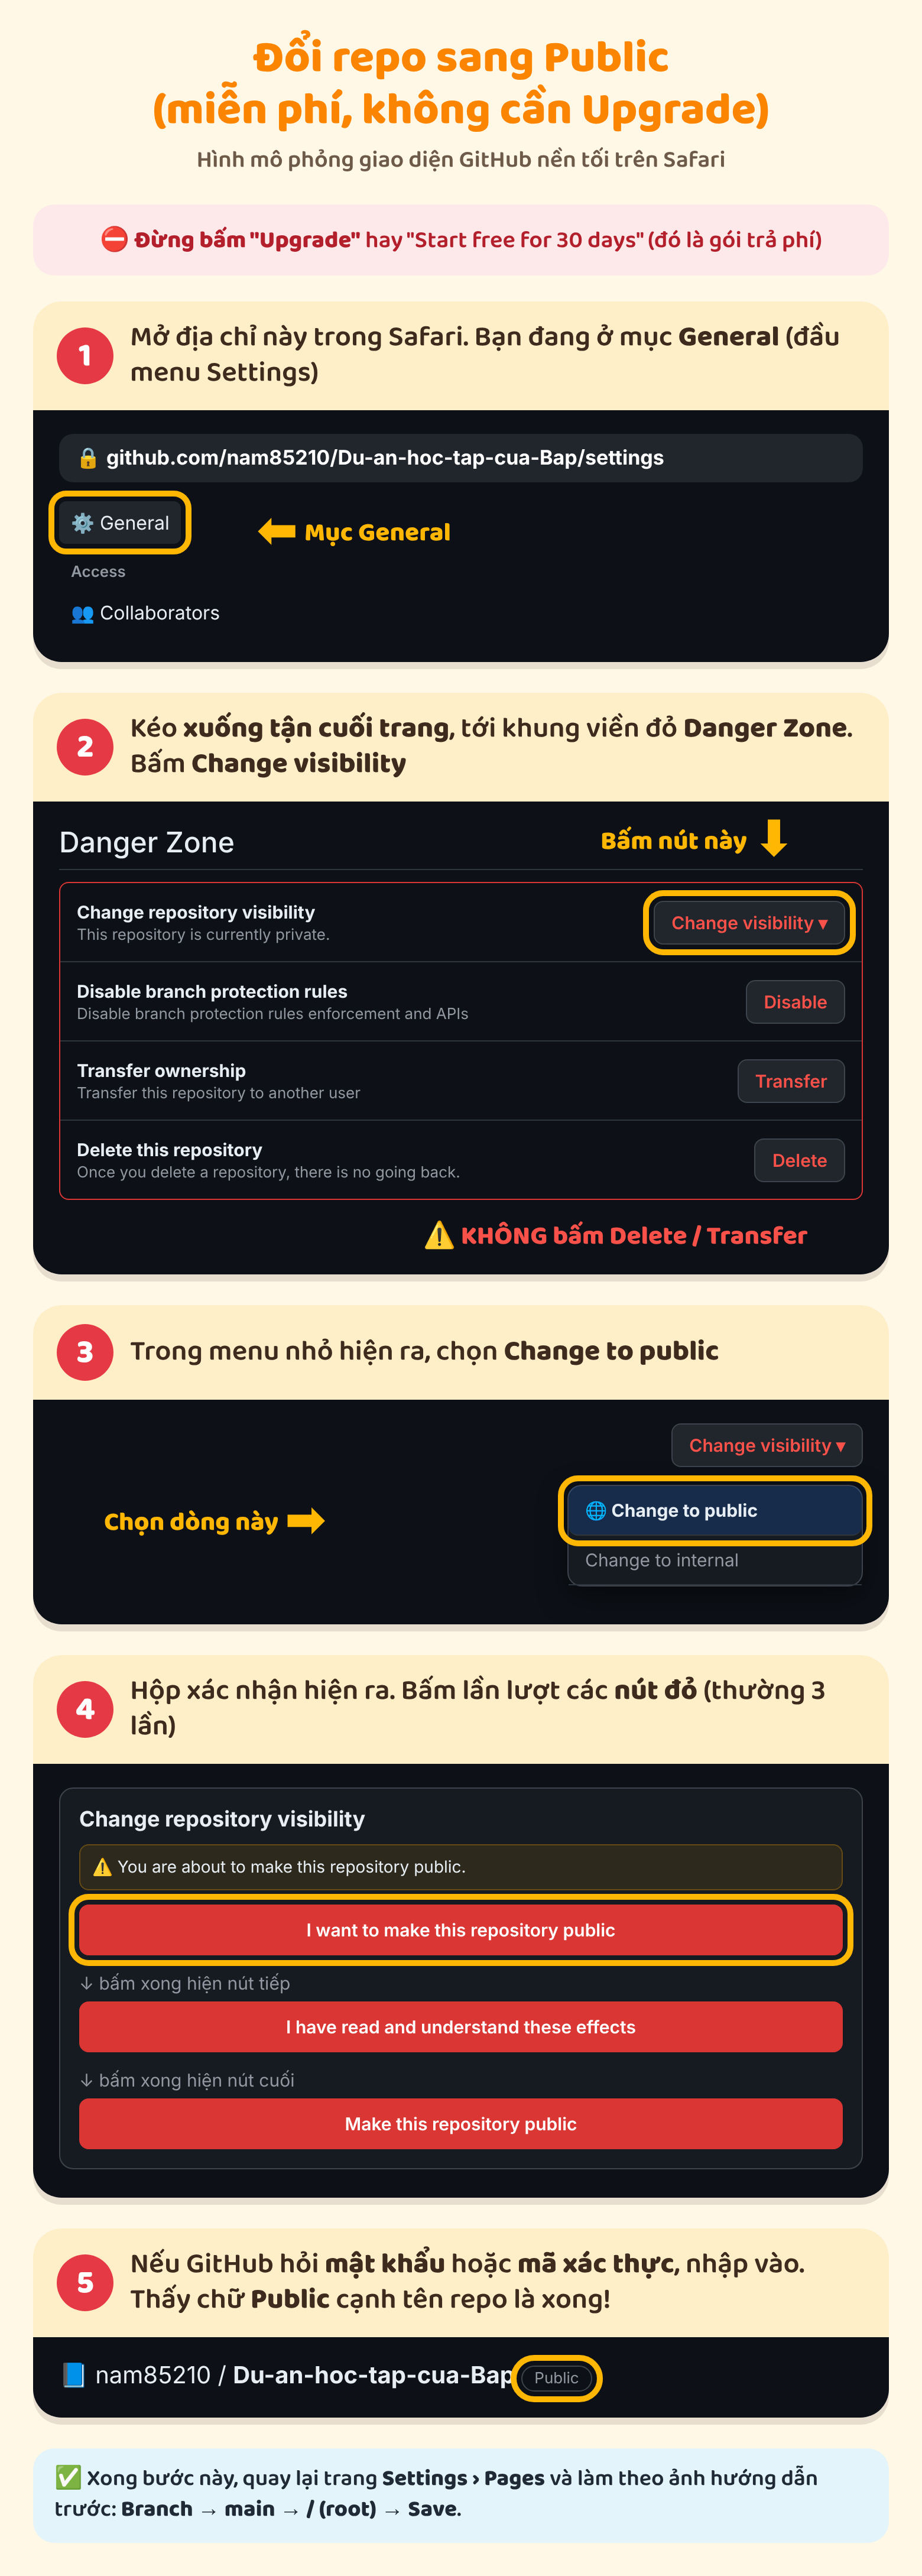 Đổi repo sang Public
(miễn phí, không cần Upgrade)
Hình mô phỏng giao diện GitHub nền tối trên Safari
⛔ Đừng bấm "Upgrade" hay "Start free for 30 days" (đó là gói trả phí)
1
Mở địa chỉ này trong Safari. Bạn đang ở mục General (đầu
menu Settings)
🔒 github.com/nam85210/Du-an-hoc-tap-cua-Bap/settings
⚙️ General
⬅ Mục General
Access
👥 Collaborators
2
Kéo xuống tận cuối trang, tới khung viền đỏ Danger Zone.
Bấm Change visibility
Danger Zone
Bấm nút này ⬇
Change repository visibility
This repository is currently private.
Change visibility ▾
Disable branch protection rules
Disable branch protection rules enforcement and APIs
Disable
Transfer ownership
Transfer this repository to another user
Transfer
Delete this repository
Once you delete a repository, there is no going back.
Delete
⚠️ KHÔNG bấm Delete / Transfer
3
Trong menu nhỏ hiện ra, chọn Change to public
Change visibility ▾
Chọn dòng này ➡
🌐 Change to public
Change to internal
4
Hộp xác nhận hiện ra. Bấm lần lượt các nút đỏ (thường 3
lần)
Change repository visibility
⚠️ You are about to make this repository public.
I want to make this repository public
↓ bấm xong hiện nút tiếp
I have read and understand these effects
↓ bấm xong hiện nút cuối
Make this repository public
5
Nếu GitHub hỏi mật khẩu hoặc mã xác thực, nhập vào.
Thấy chữ Public cạnh tên repo là xong!
📘 nam85210 / Du-an-hoc-tap-cua-Bap Public
✅ Xong bước này, quay lại trang Settings › Pages và làm theo ảnh hướng dẫn
trước: Branch → main → / (root) → Save.